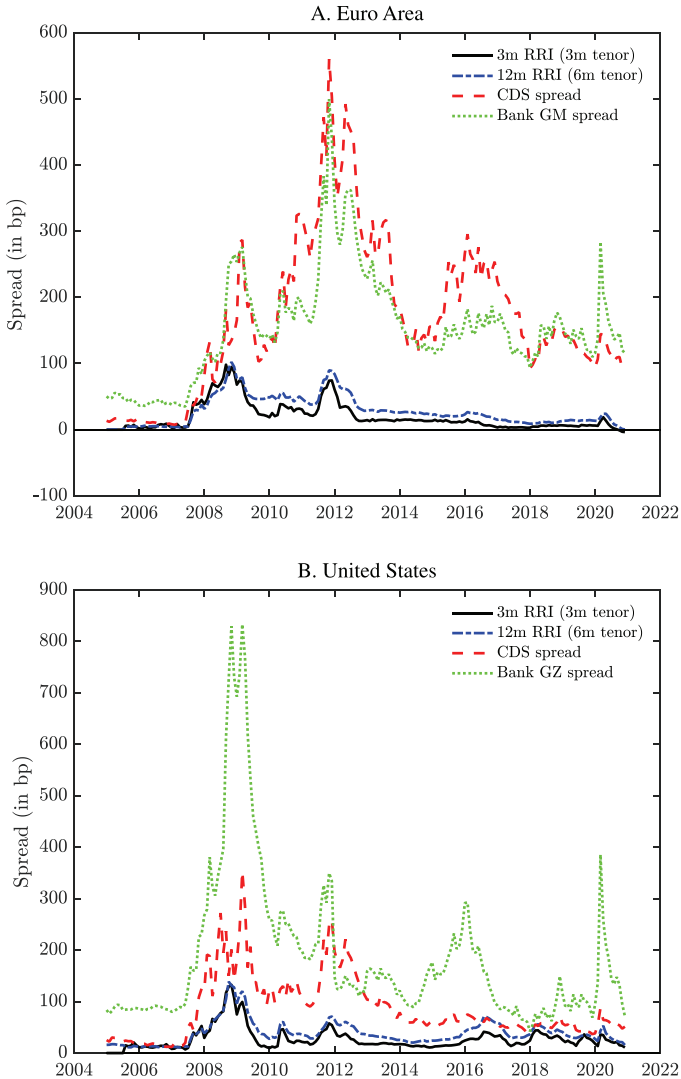 A. Euro Area
600
500
400
300
200
100
0
-100
Spread (in bp)
3m RRI (3m tenor)
12m RRI (6m tenor)
CDS spread
Bank GM spread
2004 2006 2008 2010 2012 2014 2016 2018 2020 2022
B. United States
900
800
700
600
500
400
300
200
100
0
Spread (in bp)
3m RRI (3m tenor)
12m RRI (6m tenor)
CDS spread
Bank GZ spread
2004 2006 2008 2010 2012 2014 2016 2018 2020 2022